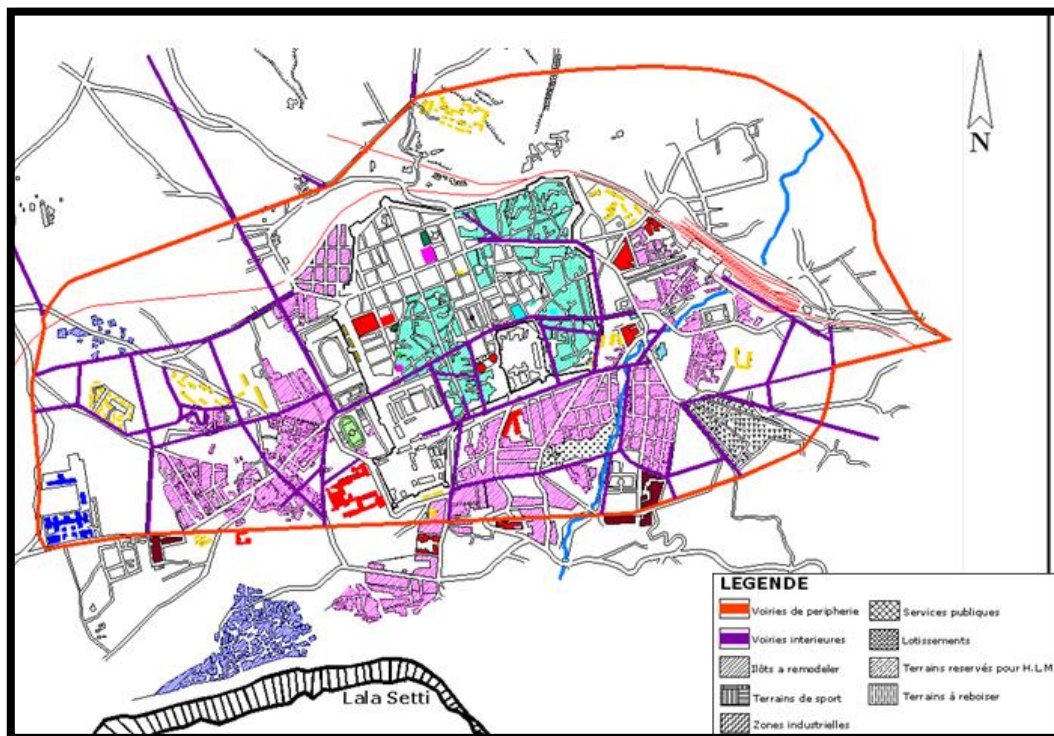 N
Lala Setti
LEGENDE
Voiries de peripherie
Voiries interieures
Ilôts a remodeler
Terrains de sport
Zones industrielles
Services publiques
Lotissements
Terrains reservés pour H.L.M
Terrains à reboiser